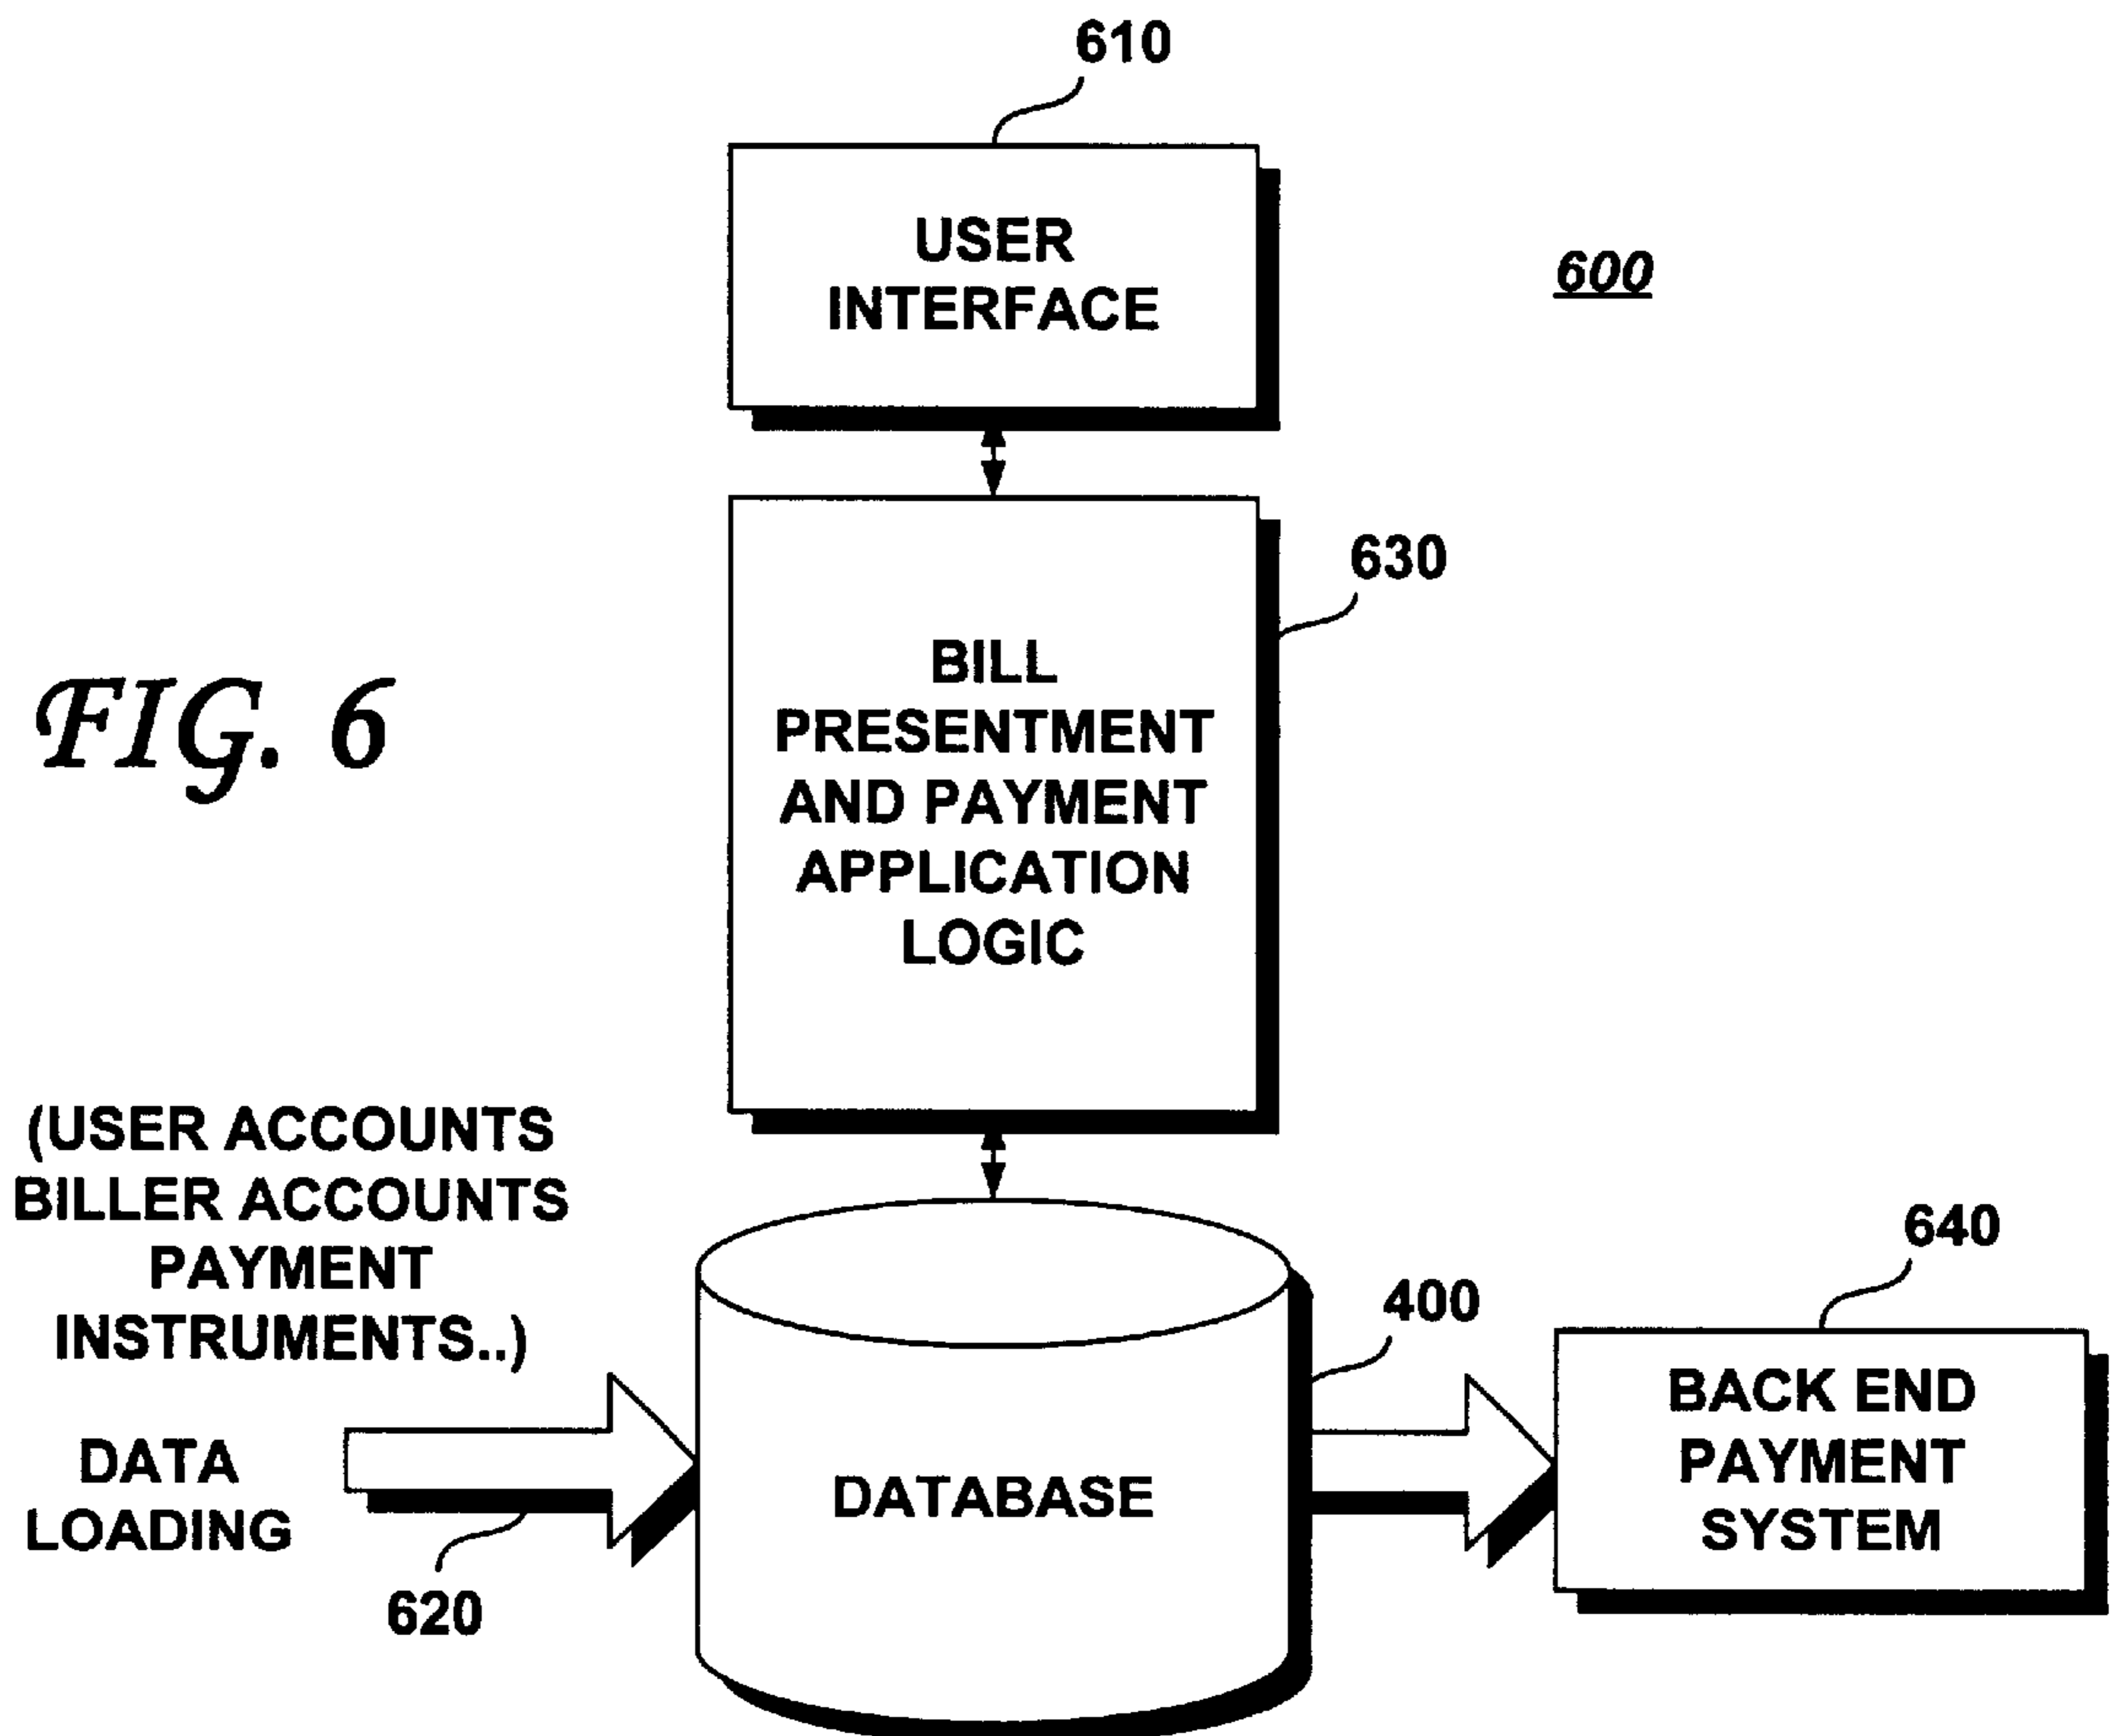 610
USER
INTERFACE
600
630
BILL
PRESENTMENT
AND PAYMENT
APPLICATION
LOGIC
FIG. 6
(USER ACCOUNTS
BILLER ACCOUNTS
PAYMENT
INSTRUMENTS..)
DATA
LOADING
620
DATABASE
400
640
BACK END
PAYMENT
SYSTEM